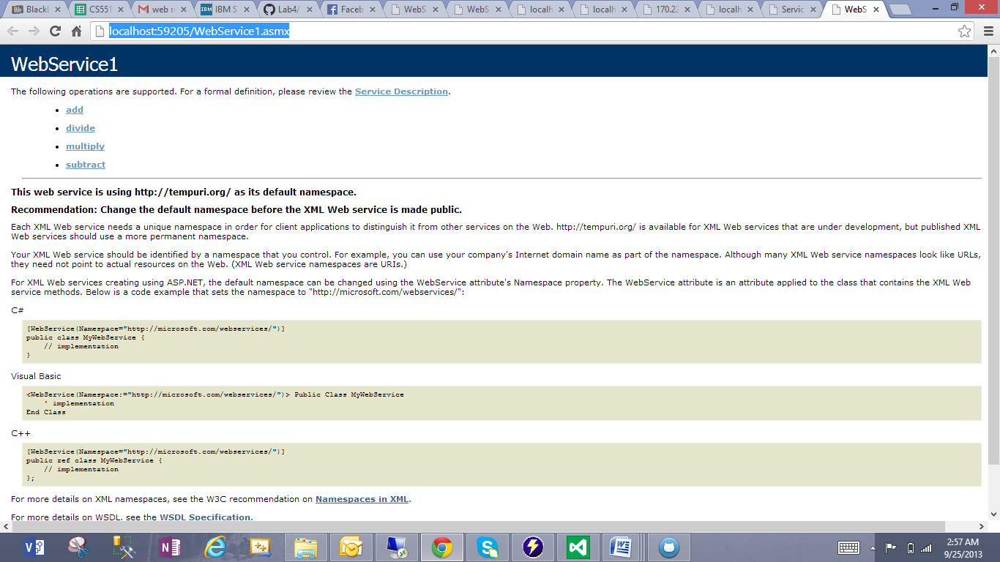 Blackl
CS551
web re
IBM S
Lab4/
Faceb
WebS
WebS
localh
localh
170.22
localh
Servic
WebS
localhost:59205/WebService1.asmx
WebService1
The following operations are supported. For a formal definition, please review the Service Description.
add
divide
multiply
subtract
This web service is using http://tempuri.org/ as its default namespace.
Recommendation: Change the default namespace before the XML Web service is made public.
Each XML Web service needs a unique namespace in order for client applications to distinguish it from other services on the Web. http://tempuri.org/ is available for XML Web services that are under development, but published XML
Web services should use a more permanent namespace.
Your XML Web service should be identified by a namespace that you control. For example, you can use your company's Internet domain name as part of the namespace. Although many XML Web service namespaces look like URLs,
they need not point to actual resources on the Web. (XML Web service namespaces are URIs.)
For XML Web services creating using ASP.NET, the default namespace can be changed using the WebService attribute's Namespace property. The WebService attribute is an attribute applied to the class that contains the XML Web
service methods. Below is a code example that sets the namespace to "http://microsoft.com/webservices/":
C#
[WebService(Namespace="http://microsoft.com/webservices/")]
public class MyWebService {
// implementation
}
Visual Basic
<WebService(Namespace:="http://microsoft.com/webservices/")> Public Class MyWebService
' implementation
End Class
C++
[WebService(Namespace="http://microsoft.com/webservices/")]
public ref class MyWebService {
// implementation
};
For more details on XML namespaces, see the W3C recommendation on Namespaces in XML.
For more details on WSDL, see the WSDL Specification.
2:57 AM
9/25/2013